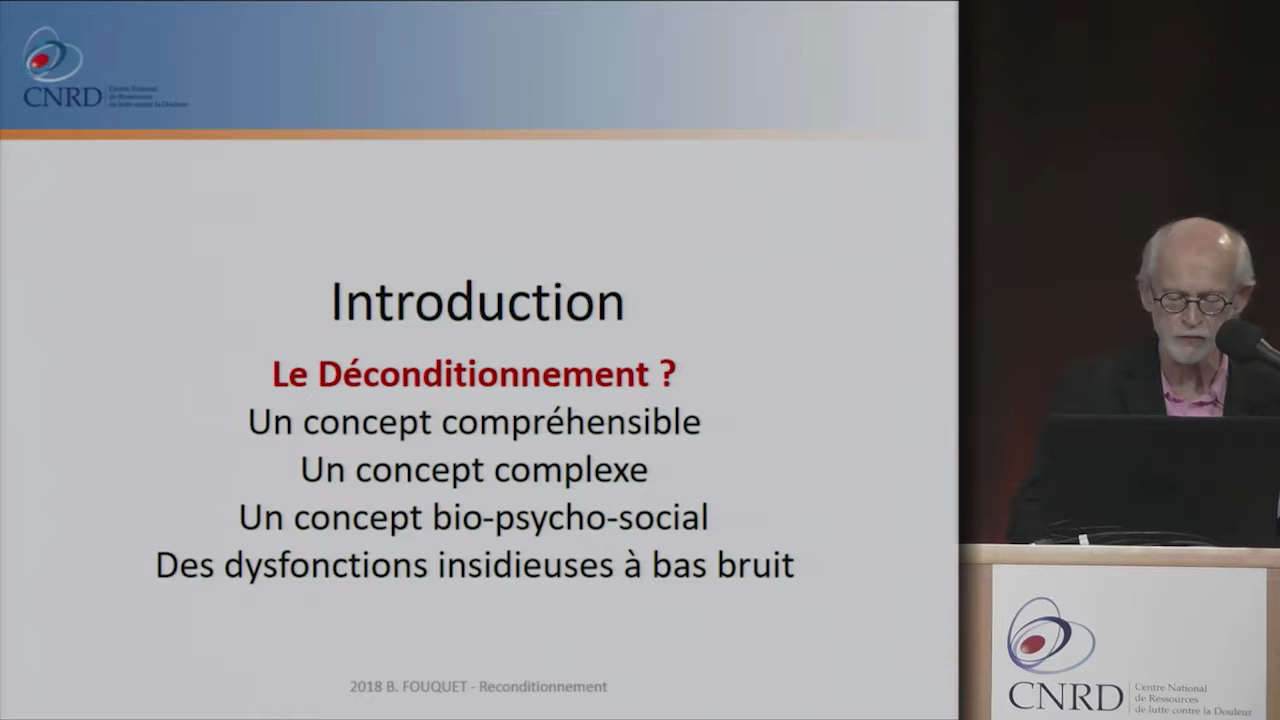 CNRD
Centre National
de Ressources
de lutte contre la Douleur
Introduction
Le Déconditionnement ?
Un concept compréhensible
Un concept complexe
Un concept bio-psycho-social
Des dysfonctions insidieuses à bas bruit
2018 B. FOUQUET - Reconditionnement
CNRD
Centre National
de Ressources
de lutte contre la Douleur